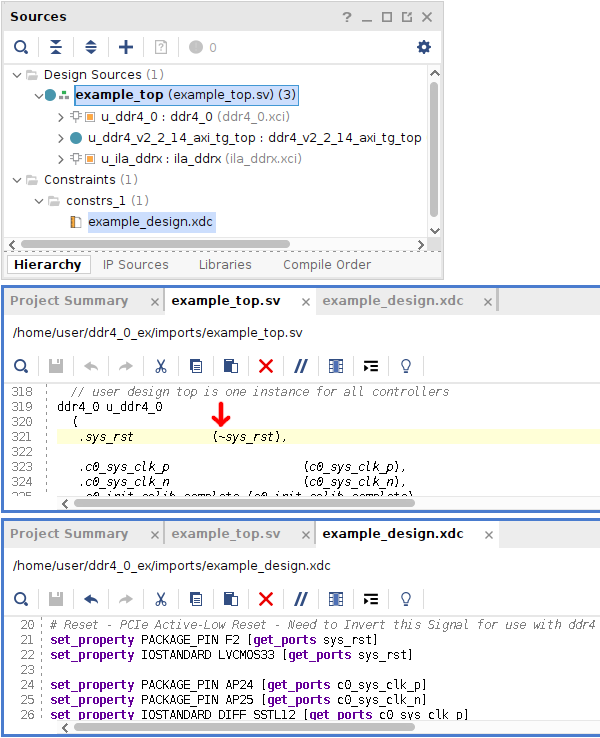 Sources
? _
0
Design Sources (1)
example_top (example_top.sv) (3)
u_ddr4_0 : ddr4_0 (ddr4_0.xci)
u_ddr4_v2_2_14_axi_tg_top : ddr4_v2_2_14_axi_tg_top
u_ila_ddrx : ila_ddrx (ila_ddrx.xci)
Constraints (1)
constrs_1 (1)
example_design.xdc
Hierarchy IP Sources Libraries Compile Order
Project Summary × example_top.sv × example_design.xdc ×
/home/user/ddr4_0_ex/imports/example_top.sv
318 // user design top is one instance for all controllers
319 ddr4_0 u_ddr4_0
320 (
321 .sys_rst (~sys_rst),
322
323 .c0_sys_clk_p (c0_sys_clk_p),
324 .c0_sys_clk_n (c0_sys_clk_n),
325 .c0_init_calib_complete (c0_init_calib_complete)
Project Summary × example_top.sv × example_design.xdc ×
/home/user/ddr4_0_ex/imports/example_design.xdc
20 # Reset - PCIe Active-Low Reset - Need to Invert this Signal for use with ddr4
21 set_property PACKAGE_PIN F2 [get_ports sys_rst]
22 set_property IOSTANDARD LVCMOS33 [get_ports sys_rst]
23
24 set_property PACKAGE_PIN AP24 [get_ports c0_sys_clk_p]
25 set_property PACKAGE_PIN AP25 [get_ports c0_sys_clk_n]
26 set_property IOSTANDARD DIFF_SSTL12 [get_ports c0_sys_clk_p]